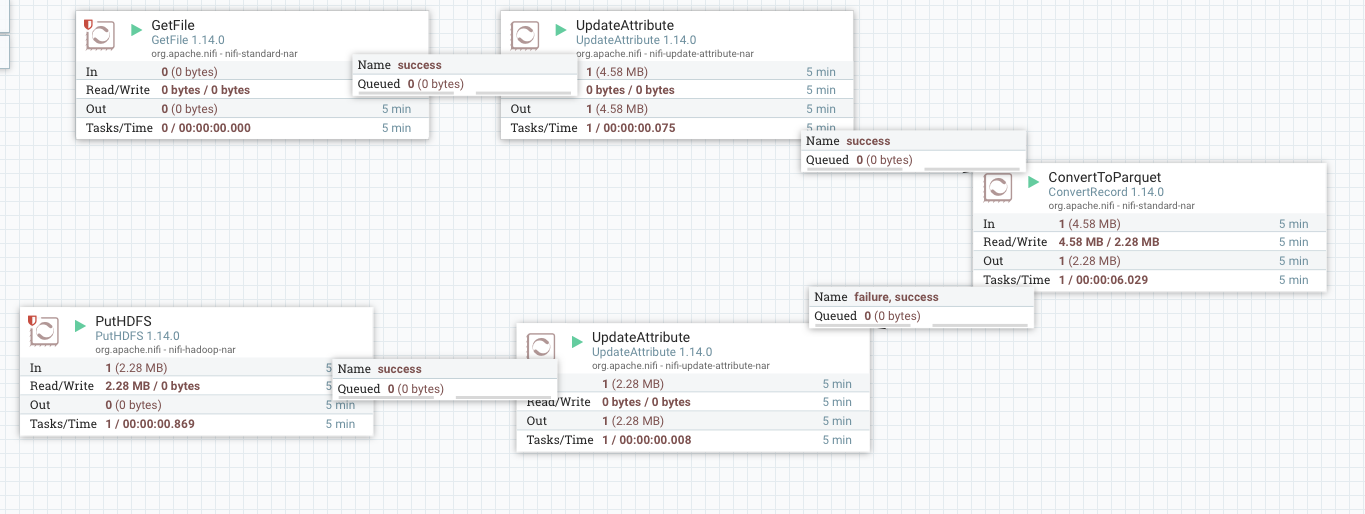 GetFile
GetFile 1.14.0
org.apache.nifi - nifi-standard-nar
In 0 (0 bytes)
Read/Write 0 bytes / 0 bytes
Out 0 (0 bytes) 5 min
Tasks/Time 0 / 00:00:00.000 5 min
Name success
Queued 0 (0 bytes)
UpdateAttribute
UpdateAttribute 1.14.0
org.apache.nifi - nifi-update-attribute-nar
1 (4.58 MB) 5 min
0 bytes / 0 bytes 5 min
Out 1 (4.58 MB) 5 min
Tasks/Time 1 / 00:00:00.075 5 min
Name success
Queued 0 (0 bytes)
ConvertToParquet
ConvertRecord 1.14.0
org.apache.nifi - nifi-standard-nar
In 1 (4.58 MB) 5 min
Read/Write 4.58 MB / 2.28 MB 5 min
Out 1 (2.28 MB) 5 min
Tasks/Time 1 / 00:00:06.029 5 min
Name failure, success
Queued 0 (0 bytes)
PutHDFS
PutHDFS 1.14.0
org.apache.nifi - nifi-hadoop-nar
In 1 (2.28 MB) 5
Read/Write 2.28 MB / 0 bytes 5
Out 0 (0 bytes) 5 min
Tasks/Time 1 / 00:00:00.869 5 min
Name success
Queued 0 (0 bytes)
UpdateAttribute
UpdateAttribute 1.14.0
org.apache.nifi - nifi-update-attribute-nar
1 (2.28 MB) 5 min
Read/Write 0 bytes / 0 bytes 5 min
Out 1 (2.28 MB) 5 min
Tasks/Time 1 / 00:00:00.008 5 min